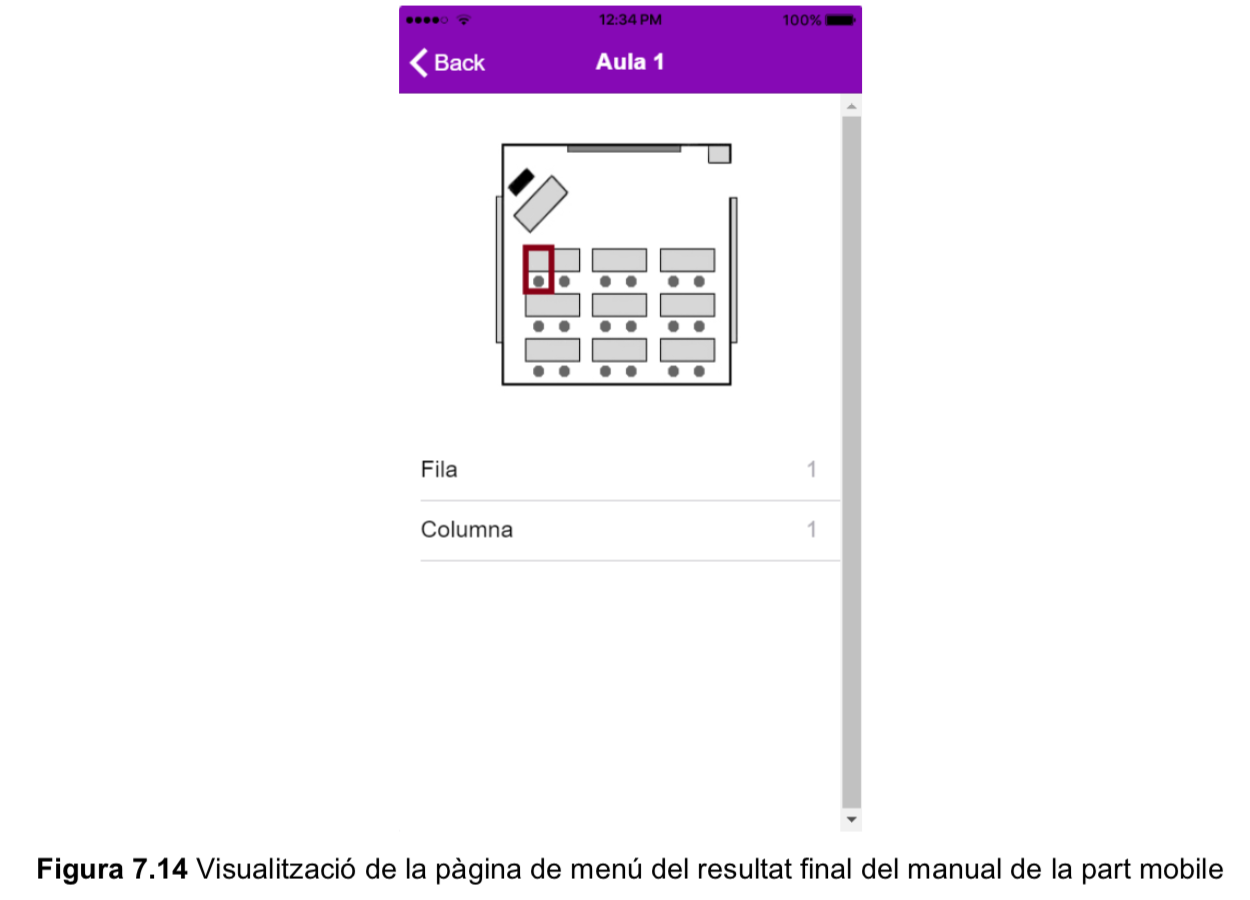 12:34 PM 100%
Back Aula 1
Fila 1
Columna 1
Figura 7.14 Visualització de la pàgina de menú del resultat final del manual de la part mobile